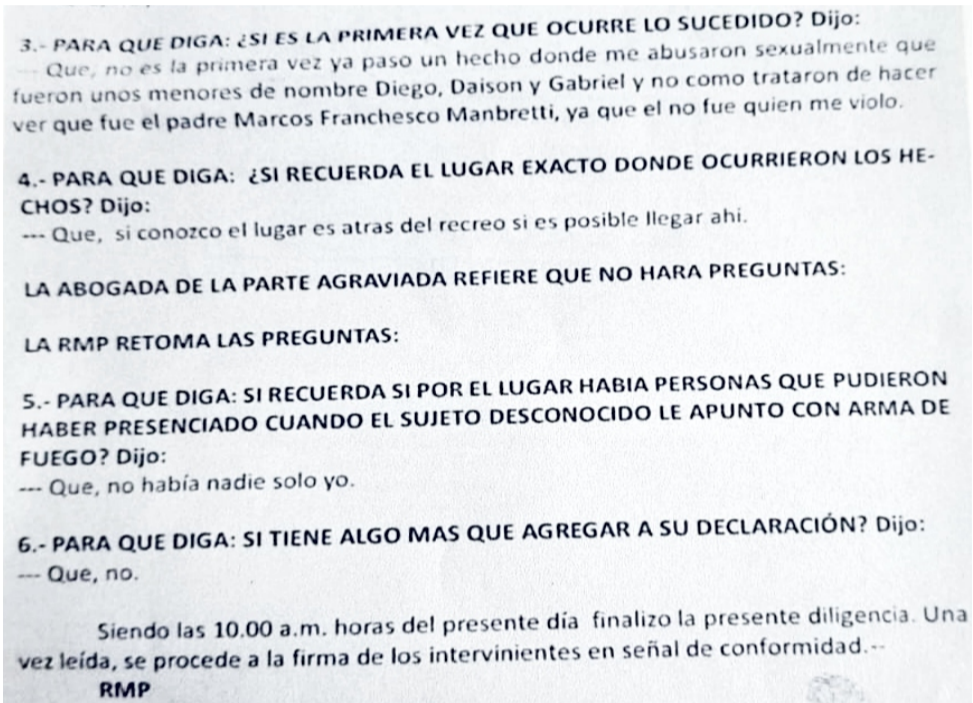 3.- PARA QUE DIGA: ¿SI ES LA PRIMERA VEZ QUE OCURRE LO SUCEDIDO? Dijo:
--- Que, no es la primera vez ya paso un hecho donde me abusaron sexualmente que
fueron unos menores de nombre Diego, Daison y Gabriel y no como trataron de hacer
ver que fue el padre Marcos Franchesco Manbretti, ya que el no fue quien me violo.
4.- PARA QUE DIGA: ¿SI RECUERDA EL LUGAR EXACTO DONDE OCURRIERON LOS HE-
CHOS? Dijo:
--- Que, si conozco el lugar es atras del recreo si es posible llegar ahi.
LA ABOGADA DE LA PARTE AGRAVIADA REFIERE QUE NO HARA PREGUNTAS:
LA RMP RETOMA LAS PREGUNTAS:
5.- PARA QUE DIGA: SI RECUERDA SI POR EL LUGAR HABIA PERSONAS QUE PUDIERON
HABER PRESENCIADO CUANDO EL SUJETO DESCONOCIDO LE APUNTO CON ARMA DE
FUEGO? Dijo:
--- Que, no había nadie solo yo.
6.- PARA QUE DIGA: SI TIENE ALGO MAS QUE AGREGAR A SU DECLARACIÓN? Dijo:
--- Que, no.
Siendo las 10.00 a.m. horas del presente día finalizo la presente diligencia. Una
vez leída, se procede a la firma de los intervinientes en señal de conformidad.--
RMP